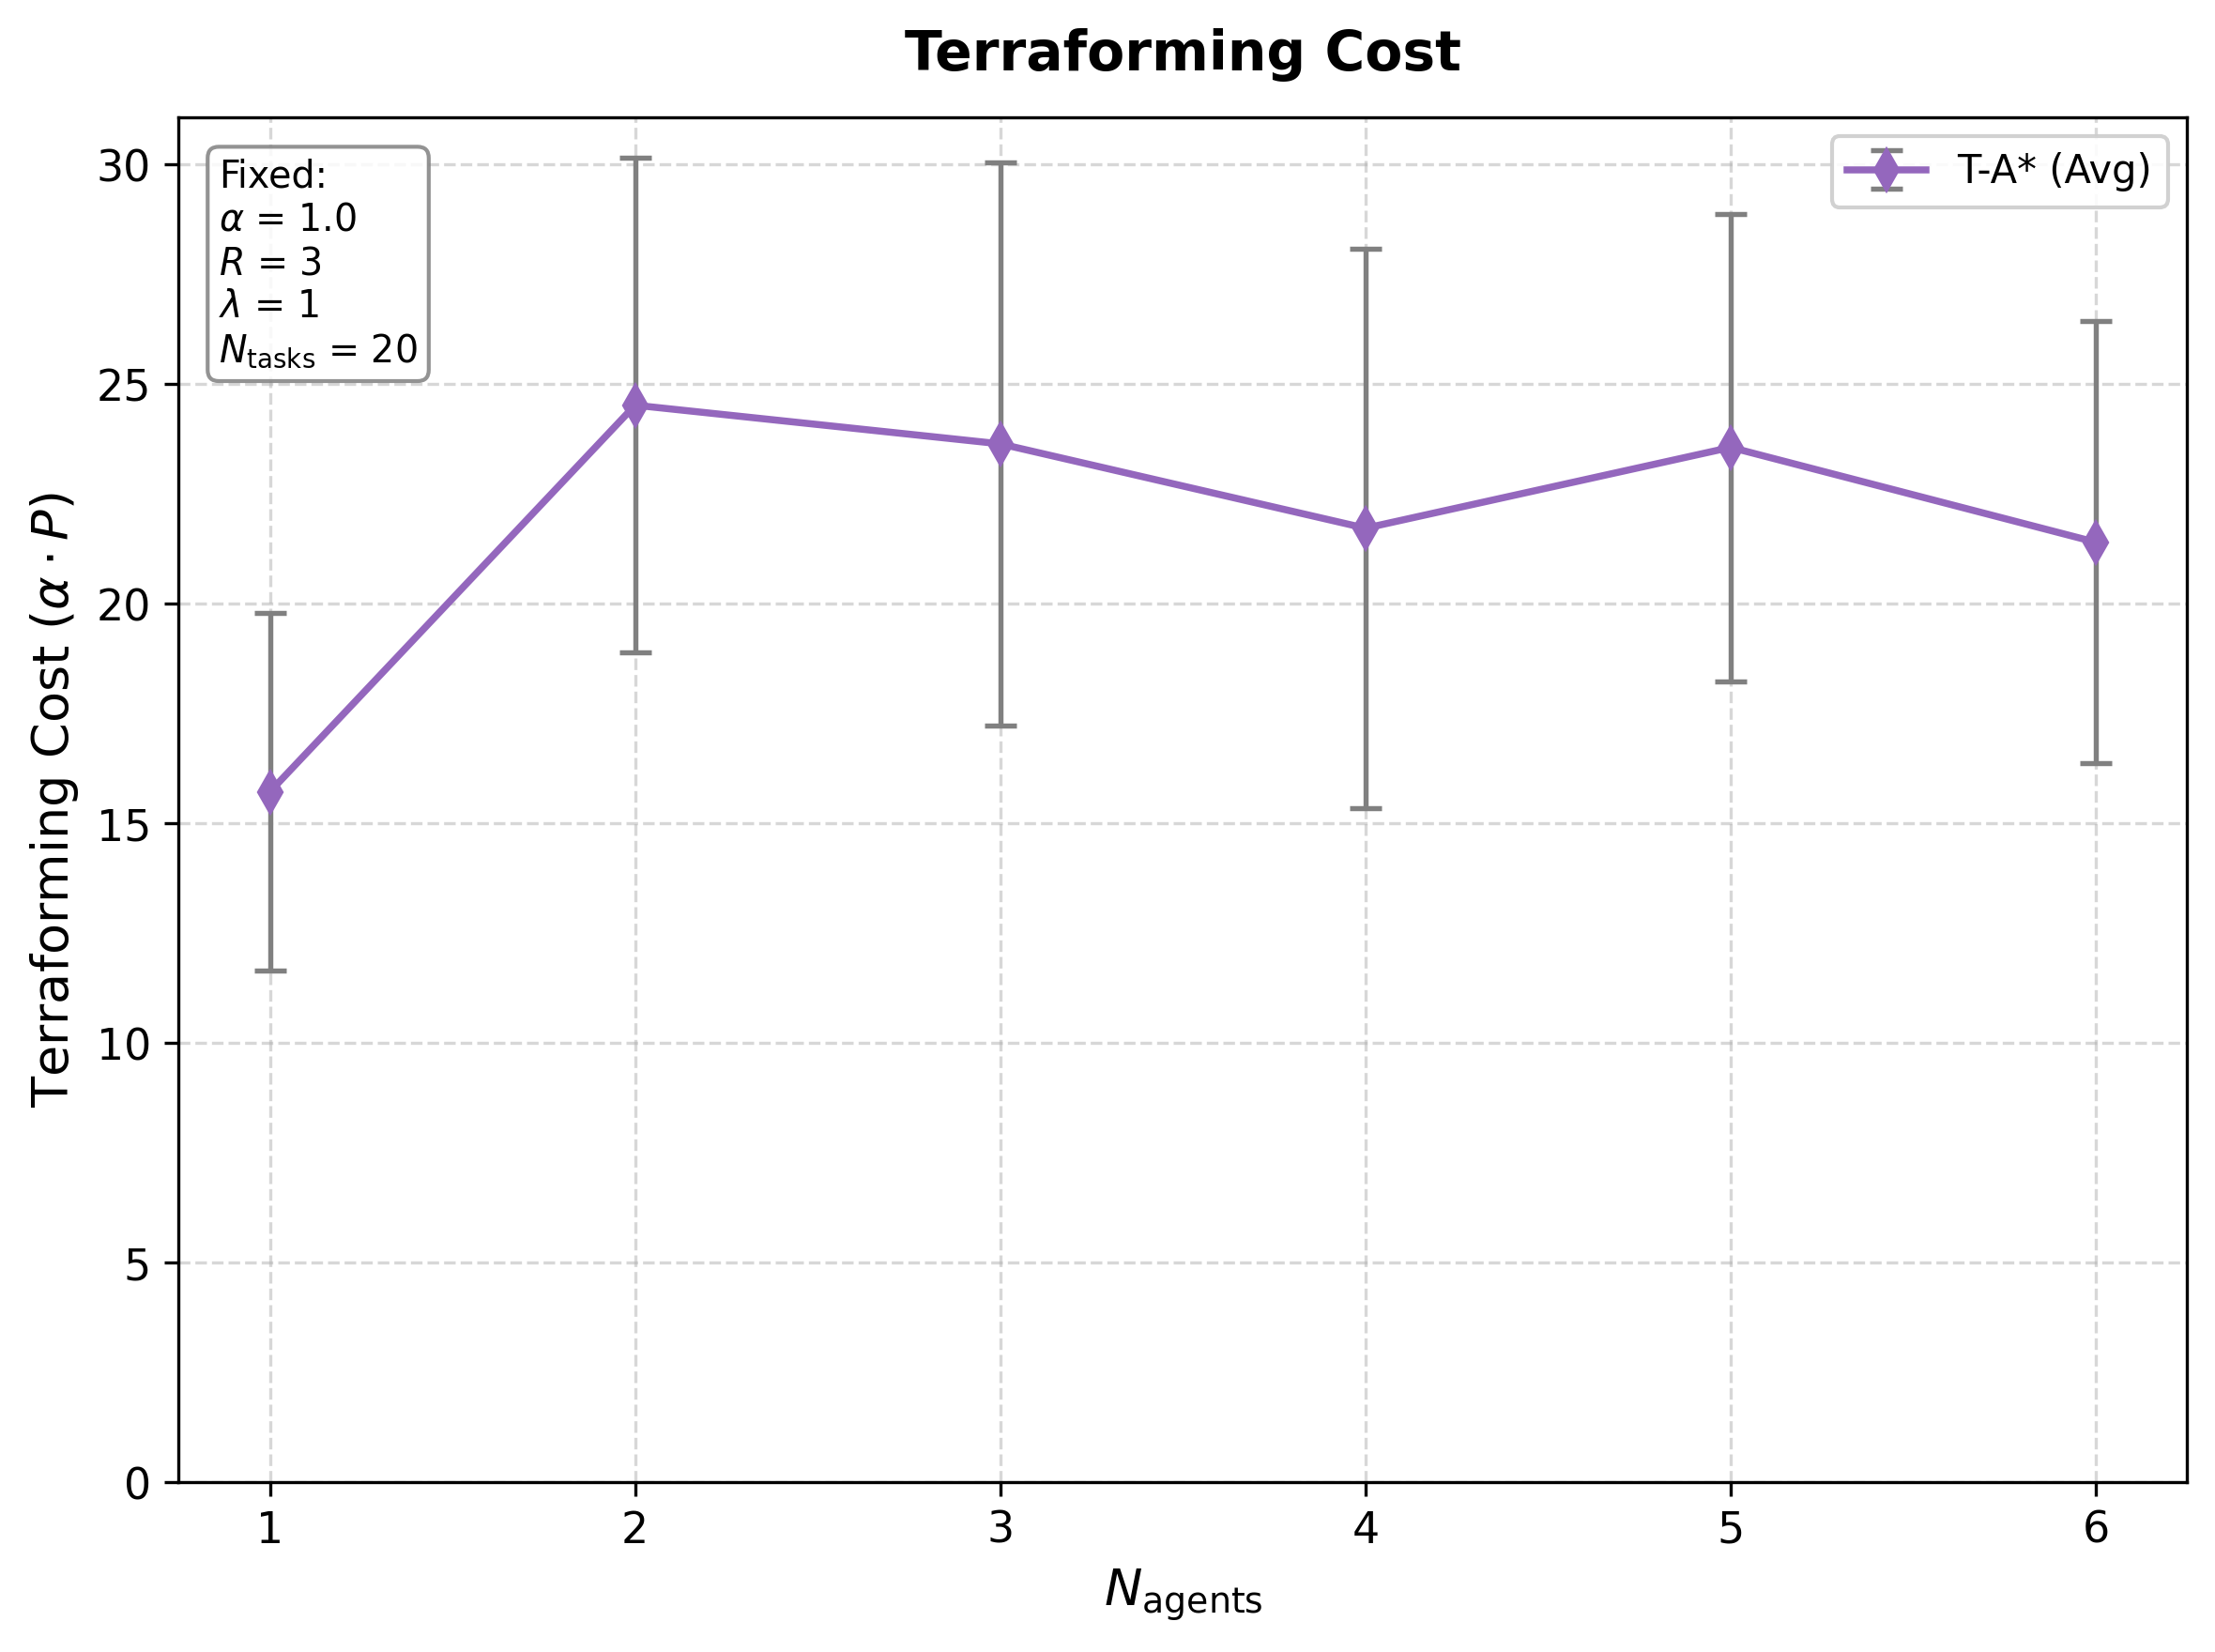 Terraforming Cost
Fixed:
α = 1.0
R = 3
λ = 1
N_tasks = 20
T-A* (Avg)
Terraforming Cost (α · P)
30
25
20
15
10
5
0
1 2 3 4 5 6
N_agents